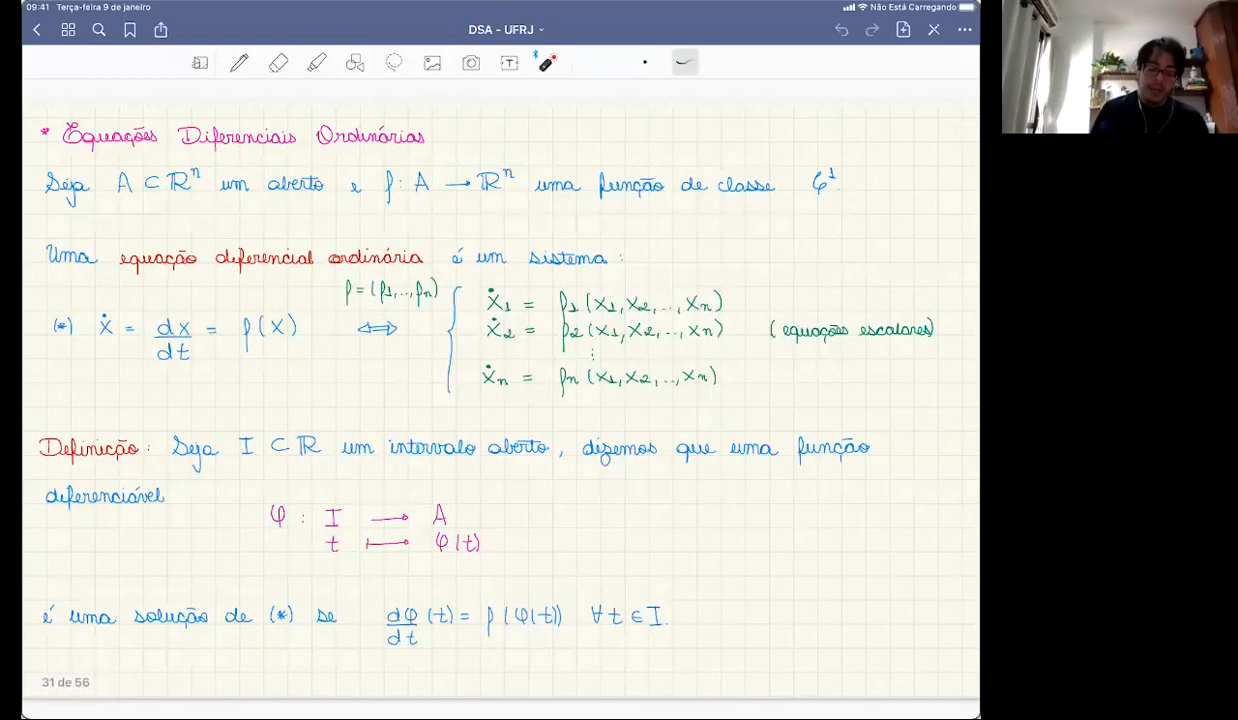 09:41 Terça-feira 9 de janeiro
Não Está Carregando
DSA - UFRJ
* Equações Diferenciais Ordinárias
Seja A ⊂ ℝⁿ um aberto e f: A → ℝⁿ uma função de classe 𝒞¹.
Uma equação diferencial ordinária é um sistema:
f = (f1,..,fn)
ẋ1 = f1 (x1,x2,..,xn)
(*) ẋ = dx/dt = f(x) ⟺ ẋ2 = f2 (x1,x2,..,xn) (equações escalares)
⋮
ẋn = fn (x1,x2,..,xn)
Definição: Seja I ⊂ ℝ um intervalo aberto, dizemos que uma função
diferenciável
φ : I → A
t ↦ φ(t)
é uma solução de (*) se dφ/dt (t) = f(φ(t)) ∀ t ∈ I.
31 de 56